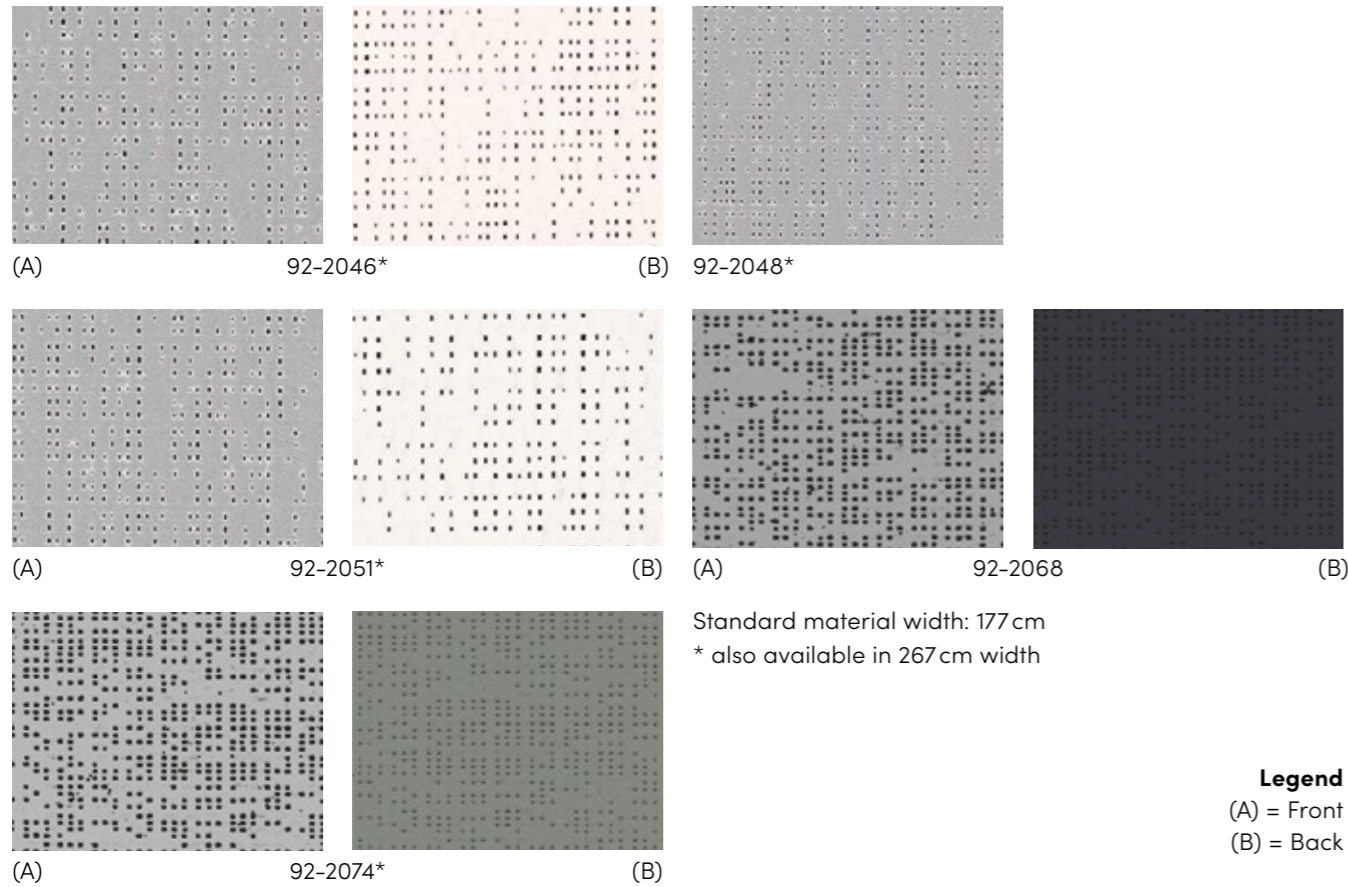 (A) 92-2046* (B) 92-2048*
(A) 92-2051* (B) (A) 92-2068 (B)
Standard material width: 177 cm
* also available in 267 cm width
Legend
(A) = Front
(B) = Back
(A) 92-2074* (B)